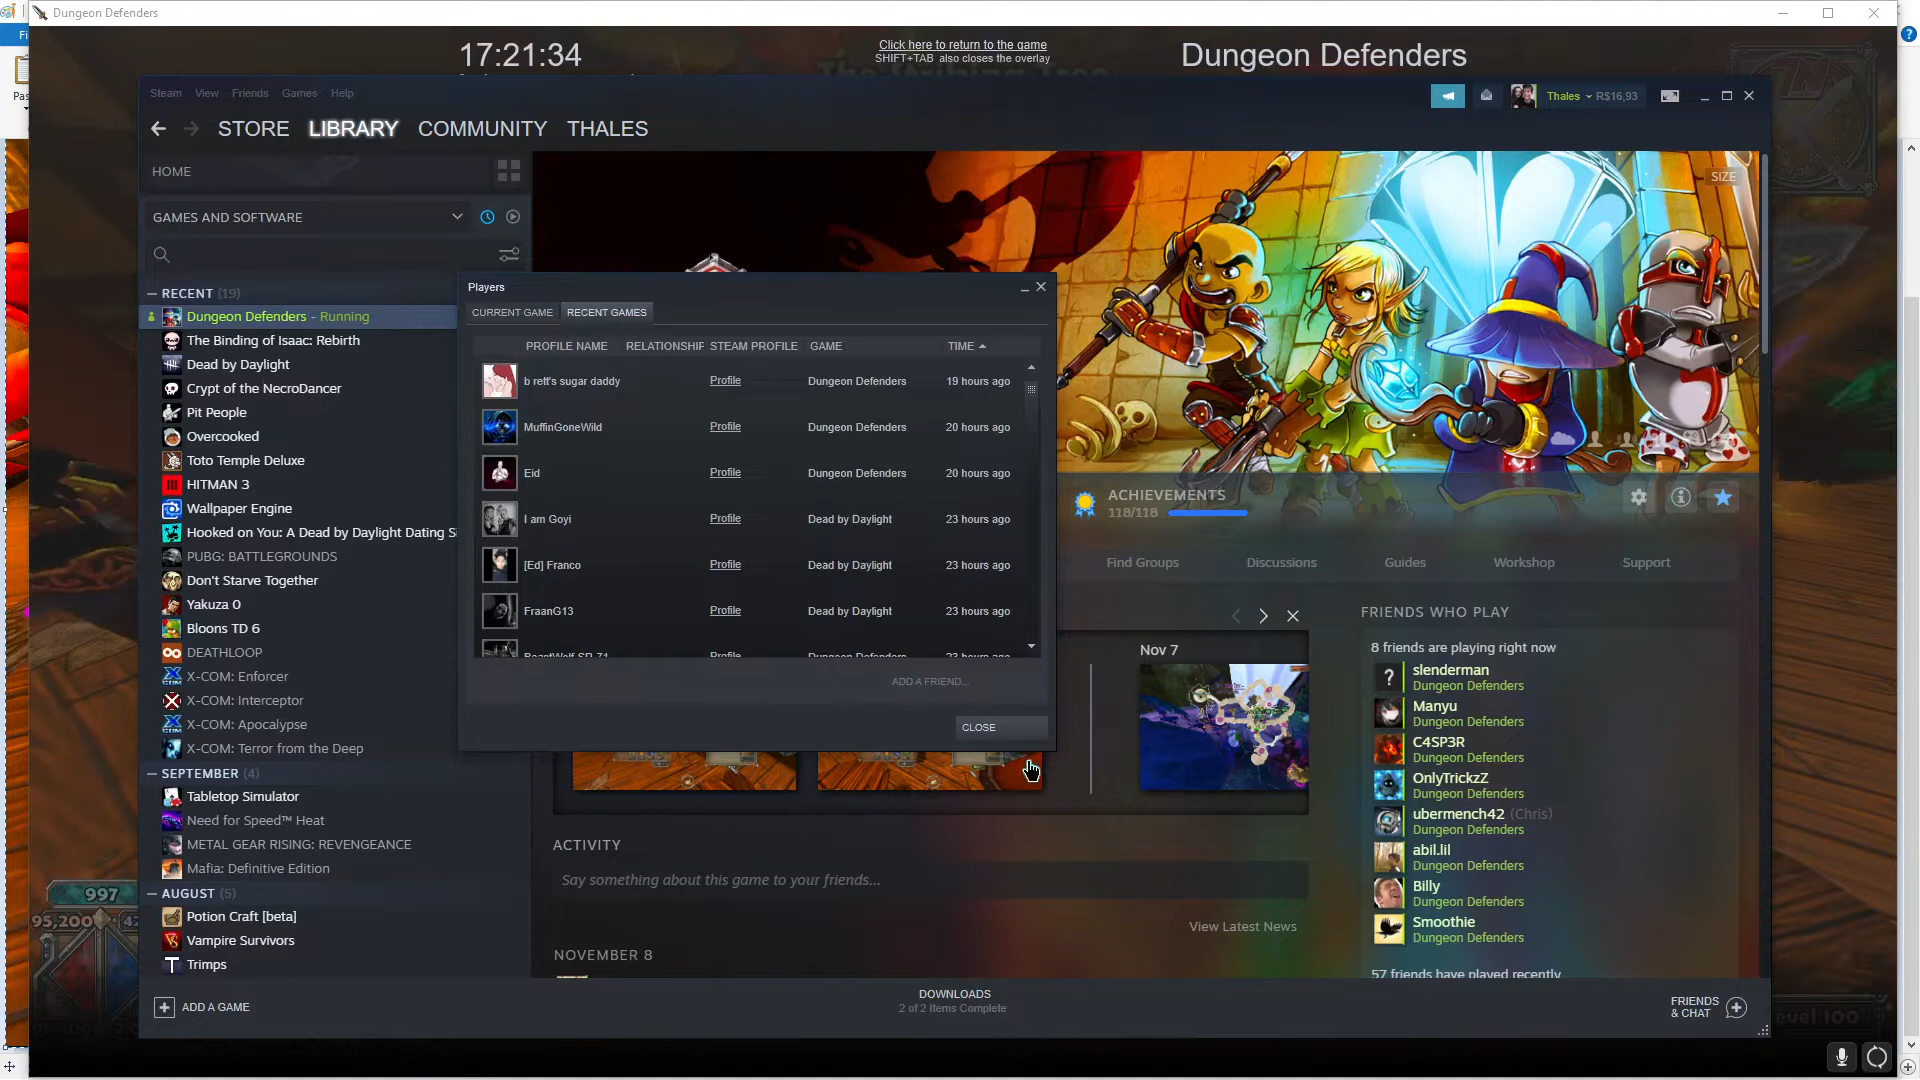 Dungeon Defenders
17:21:34
Click here to return to the game
SHIFT+TAB also closes the overlay
Dungeon Defenders
Steam View Friends Games Help
Thales R$16,93
STORE LIBRARY COMMUNITY THALES
HOME
GAMES AND SOFTWARE
SIZE
RECENT (19)
Dungeon Defenders - Running
The Binding of Isaac: Rebirth
Dead by Daylight
Crypt of the NecroDancer
Pit People
Overcooked
Toto Temple Deluxe
HITMAN 3
Wallpaper Engine
Hooked on You: A Dead by Daylight Dating Si
PUBG: BATTLEGROUNDS
Don't Starve Together
Yakuza 0
Bloons TD 6
DEATHLOOP
X-COM: Enforcer
X-COM: Interceptor
X-COM: Apocalypse
X-COM: Terror from the Deep
SEPTEMBER (4)
Tabletop Simulator
Need for Speed™ Heat
METAL GEAR RISING: REVENGEANCE
Mafia: Definitive Edition
AUGUST (5)
Potion Craft [beta]
Vampire Survivors
Trimps
Players
CURRENT GAME RECENT GAMES
PROFILE NAME RELATIONSHIP STEAM PROFILE GAME TIME
b rett's sugar daddy Profile Dungeon Defenders 19 hours ago
MuffinGoneWild Profile Dungeon Defenders 20 hours ago
Eid Profile Dungeon Defenders 20 hours ago
I am Goyi Profile Dead by Daylight 23 hours ago
[Ed] Franco Profile Dead by Daylight 23 hours ago
FraanG13 Profile Dead by Daylight 23 hours ago
Profile Dungeon Defenders 23 hours ago
ADD A FRIEND...
CLOSE
ACHIEVEMENTS
118/118
Find Groups Discussions Guides Workshop Support
Nov 7
FRIENDS WHO PLAY
8 friends are playing right now
slenderman
Dungeon Defenders
Manyu
Dungeon Defenders
C4SP3R
Dungeon Defenders
OnlyTrickzZ
Dungeon Defenders
ubermench42 (Chris)
Dungeon Defenders
abil.lil
Dungeon Defenders
Billy
Dungeon Defenders
Smoothie
Dungeon Defenders
57 friends have played recently
ACTIVITY
Say something about this game to your friends...
View Latest News
NOVEMBER 8
ADD A GAME
DOWNLOADS
2 of 2 Items Complete
FRIENDS
& CHAT
997
95,200